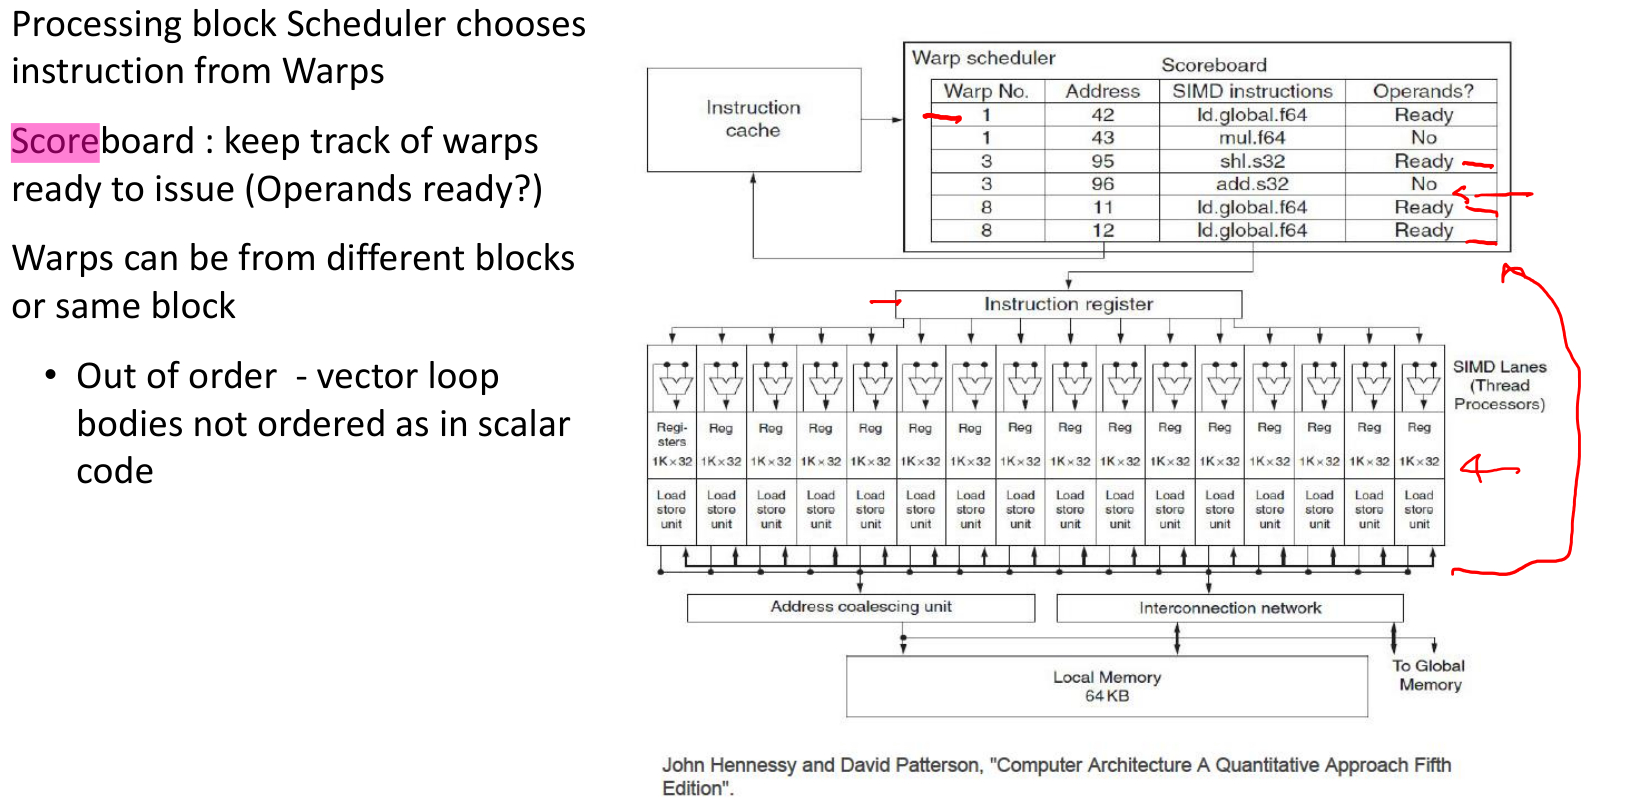 Processing block Scheduler chooses
instruction from Warps
Scoreboard : keep track of warps
ready to issue (Operands ready?)
Warps can be from different blocks
or same block
• Out of order - vector loop
bodies not ordered as in scalar
code
Instruction
cache
Warp scheduler
Scoreboard
Warp No. Address SIMD instructions Operands?
1 42 ld.global.f64 Ready
1 43 mul.f64 No
3 95 shl.s32 Ready
3 96 add.s32 No
8 11 ld.global.f64 Ready
8 12 ld.global.f64 Ready
Instruction register
SIMD Lanes
(Thread
Processors)
Regi-
sters
Reg Reg Reg Reg Reg Reg Reg Reg Reg Reg Reg Reg Reg Reg Reg
1K×32 1K×32 1K×32 1K×32 1K×32 1K×32 1K×32 1K×32 1K×32 1K×32 1K×32 1K×32 1K×32 1K×32 1K×32 1K×32
Load Load Load Load Load Load Load Load Load Load Load Load Load Load Load Load
store store store store store store store store store store store store store store store store
unit unit unit unit unit unit unit unit unit unit unit unit unit unit unit unit
Address coalescing unit
Interconnection network
Local Memory
64 KB
To Global
Memory
John Hennessy and David Patterson, "Computer Architecture A Quantitative Approach Fifth
Edition".